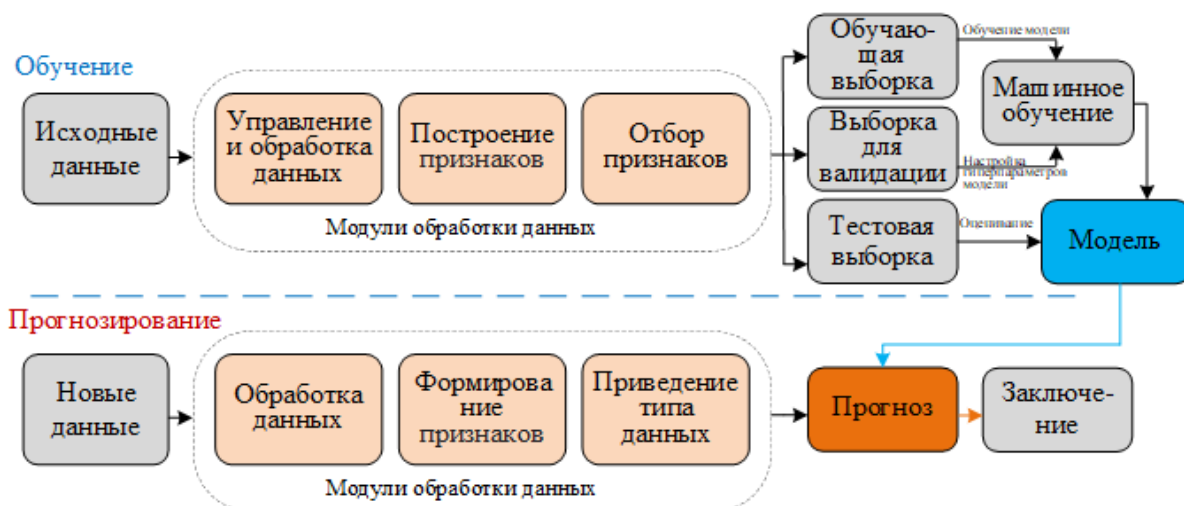 Обучение
Исходные
данные
Управление
и обработка
данных
Построение
признаков
Отбор
признаков
Модули обработки данных
Обучаю-
щая
выборка
Обучение модели
Выборка
для
валидации
Настройка
гиперпараметров
модели
Машинное
обучение
Тестовая
выборка
Оценивание
Модель
Прогнозирование
Новые
данные
Обработка
данных
Формирова
ние
признаков
Приведение
типа
данных
Модули обработки данных
Прогноз
Заключе-
ние